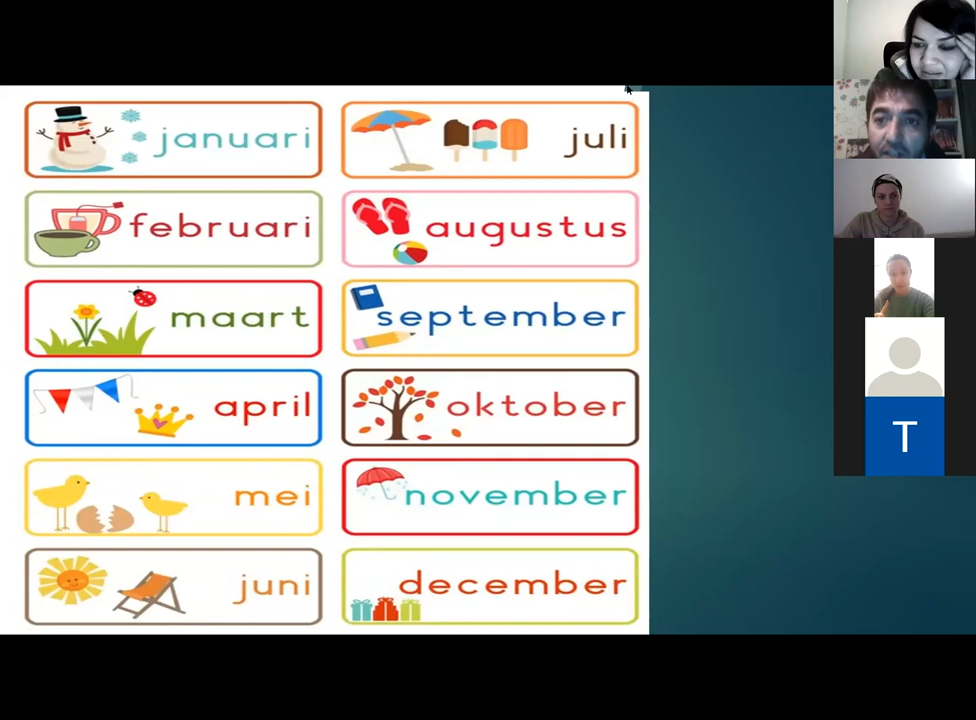 januari
februari
maart
april
mei
juni
juli
augustus
september
oktober
november
december
T